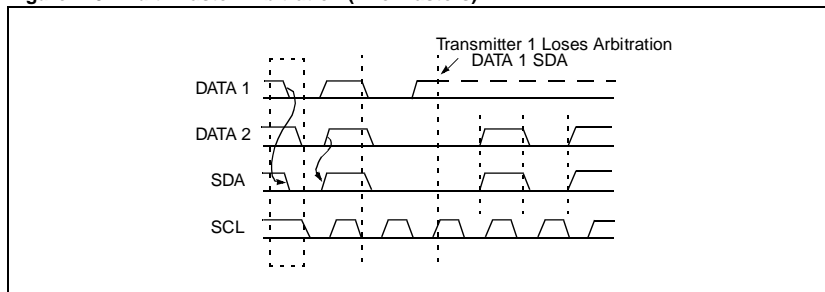 Transmitter 1 Loses Arbitration
DATA 1 SDA
DATA 1
DATA 2
SDA
SCL